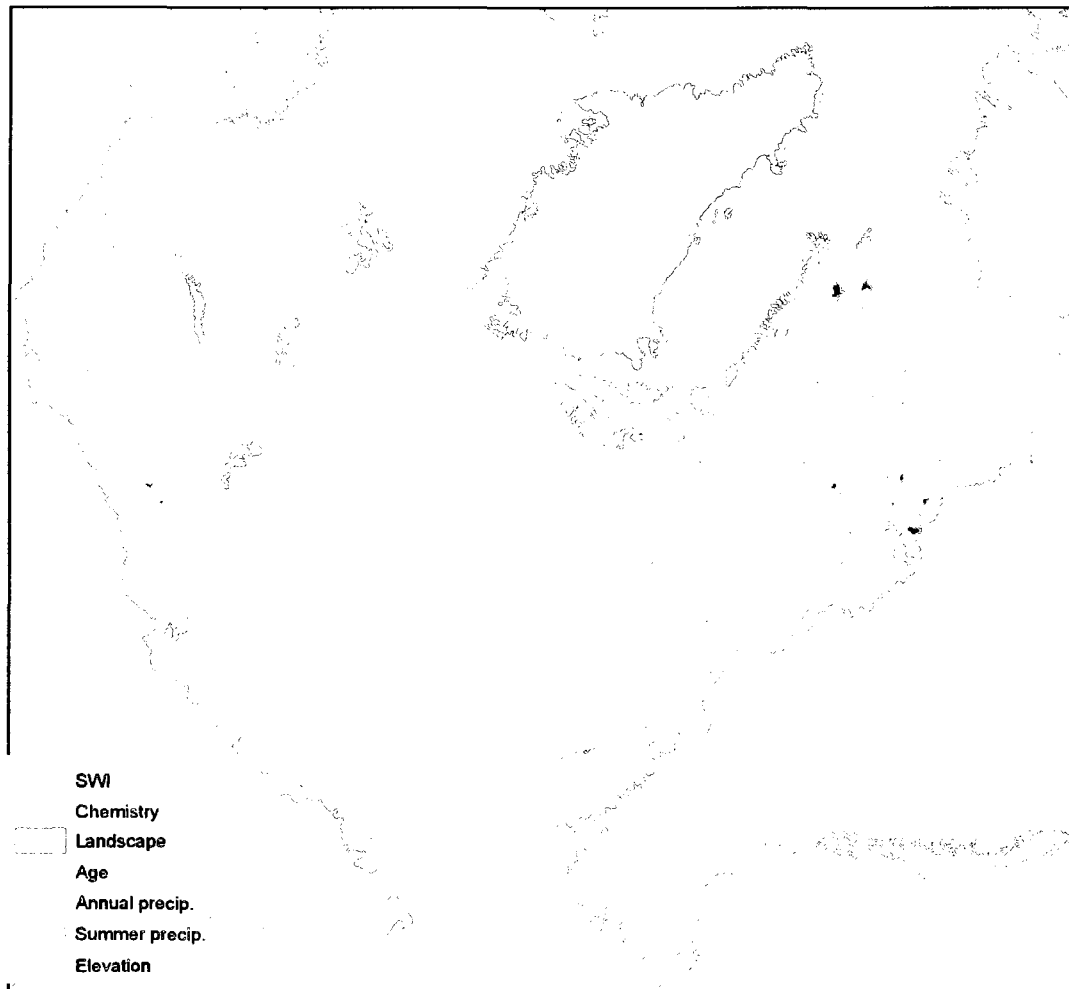 SWI
Chemistry
Landscape
Age
Annual precip.
Summer precip.
Elevation